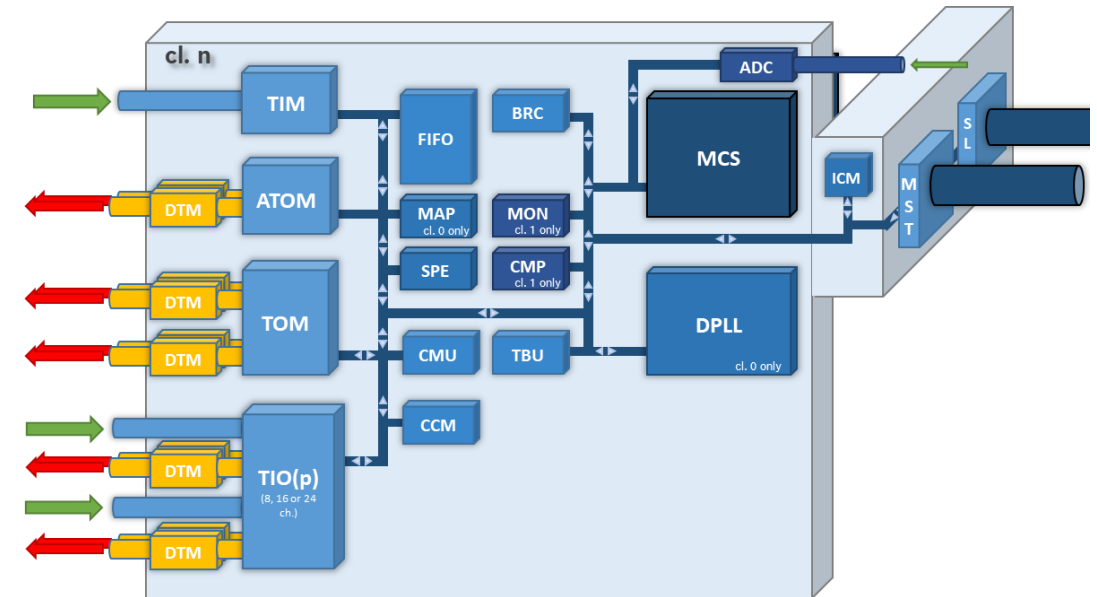 cl. n
ADC
TIM
FIFO
BRC
MCS
SL
ICM
MST
DTM
ATOM
MAP
cl. 0 only
MON
cl. 1 only
SPE
CMP
cl. 1 only
DTM
TOM
DPLL
cl. 0 only
DTM
CMU
TBU
CCM
DTM
TIO(p)
(8, 16 or 24
ch.)
DTM